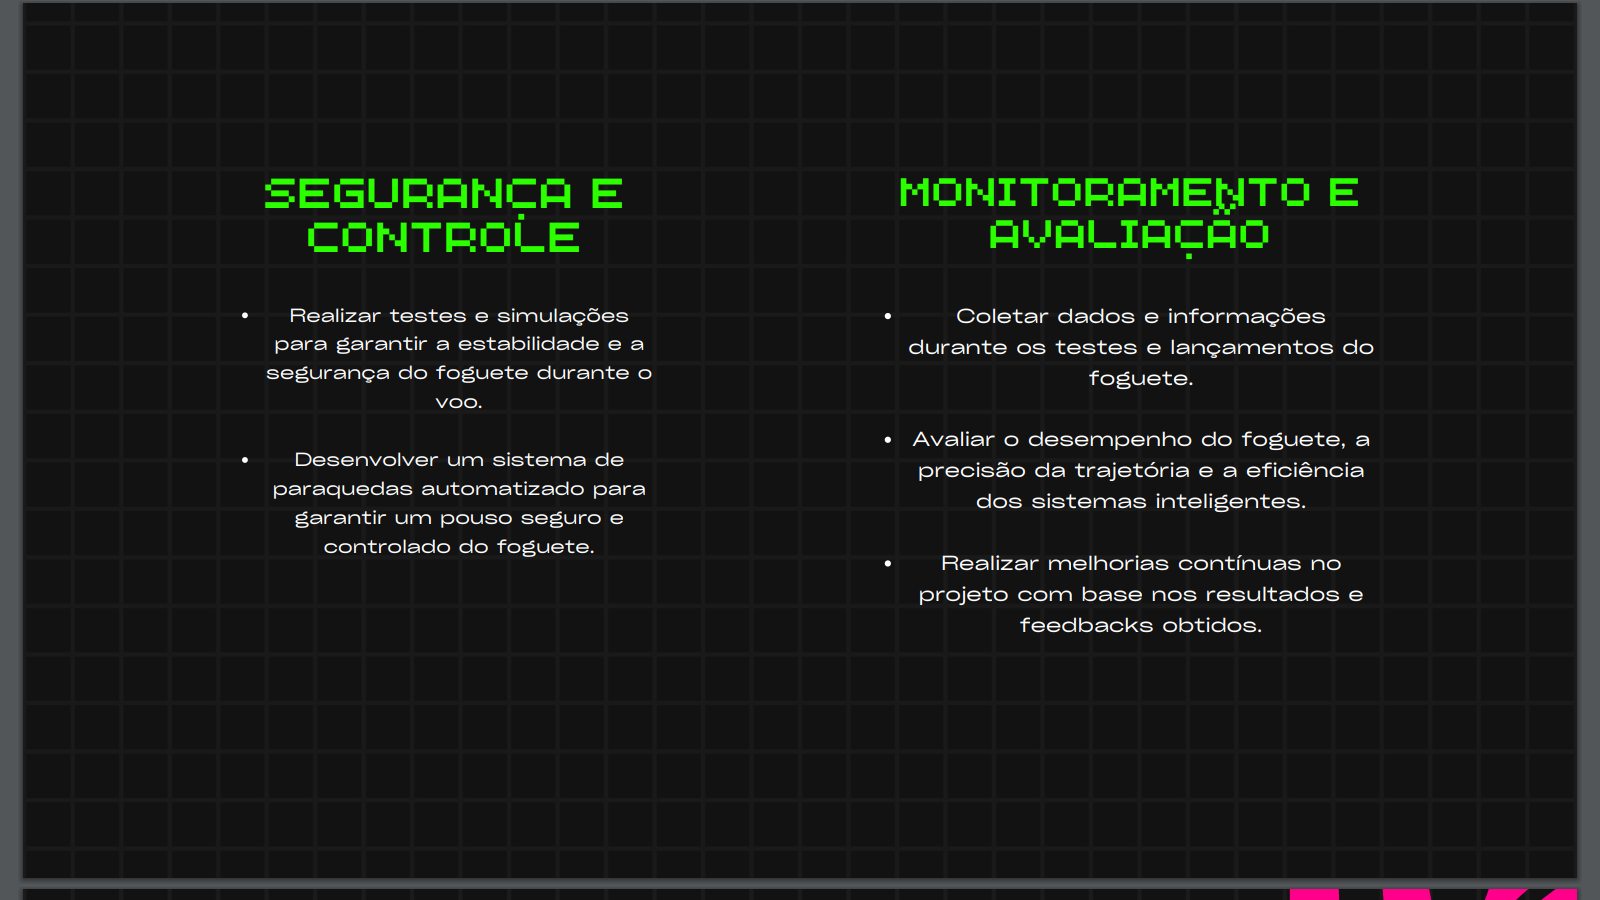 SEGURANÇA E
CONTROLE
• Realizar testes e simulações
para garantir a estabilidade e a
segurança do foguete durante o
voo.
• Desenvolver um sistema de
paraquedas automatizado para
garantir um pouso seguro e
controlado do foguete.
MONITORAMENTO E
AVALIAÇÃO
• Coletar dados e informações
durante os testes e lançamentos do
foguete.
• Avaliar o desempenho do foguete, a
precisão da trajetória e a eficiência
dos sistemas inteligentes.
• Realizar melhorias contínuas no
projeto com base nos resultados e
feedbacks obtidos.